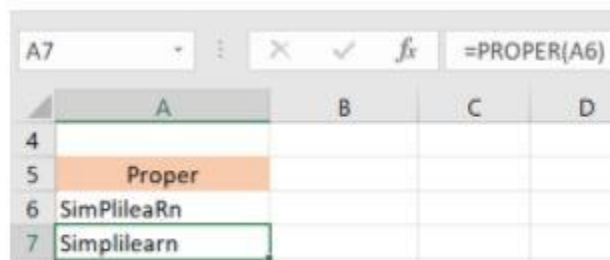 A7 fx =PROPER(A6)
A B C D
4
5 Proper
6 SimPlileaRn
7 Simplilearn